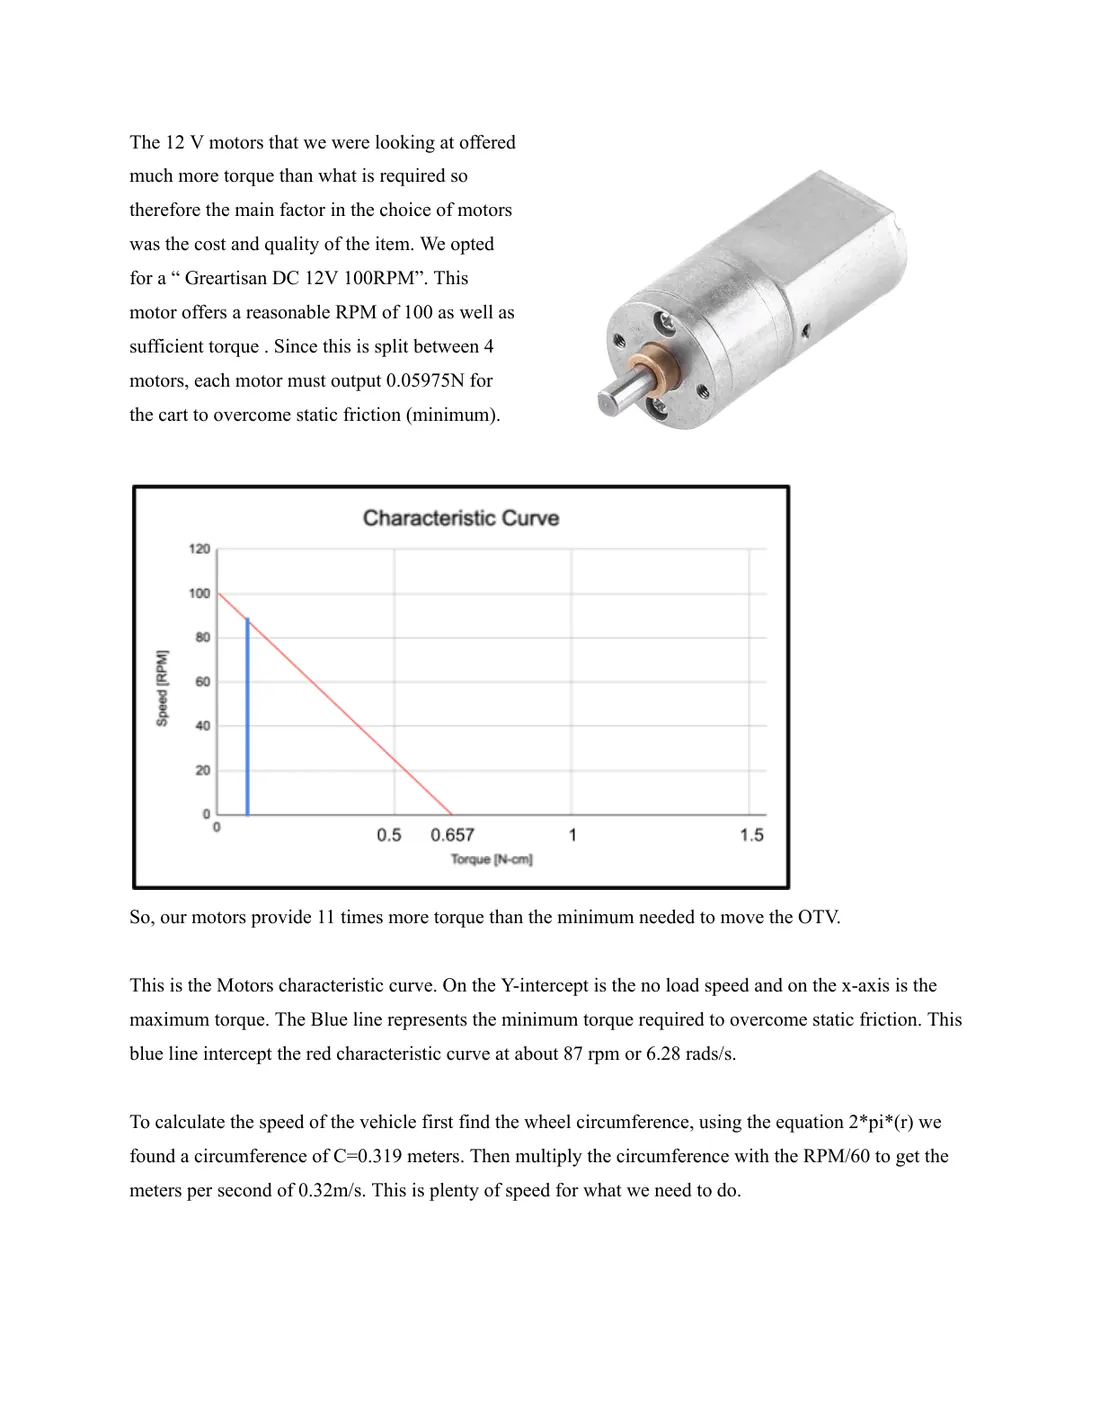 The 12 V motors that we were looking at offered
much more torque than what is required so
therefore the main factor in the choice of motors
was the cost and quality of the item. We opted
for a “ Greartisan DC 12V 100RPM”. This
motor offers a reasonable RPM of 100 as well as
sufficient torque . Since this is split between 4
motors, each motor must output 0.05975N for
the cart to overcome static friction (minimum).
Characteristic Curve
120
100
80
60
40
20
0
Speed [RPM]
0
0.5
0.657
1
1.5
Torque [N-cm]
So, our motors provide 11 times more torque than the minimum needed to move the OTV.
This is the Motors characteristic curve. On the Y-intercept is the no load speed and on the x-axis is the
maximum torque. The Blue line represents the minimum torque required to overcome static friction. This
blue line intercept the red characteristic curve at about 87 rpm or 6.28 rads/s.
To calculate the speed of the vehicle first find the wheel circumference, using the equation 2*pi*(r) we
found a circumference of C=0.319 meters. Then multiply the circumference with the RPM/60 to get the
meters per second of 0.32m/s. This is plenty of speed for what we need to do.